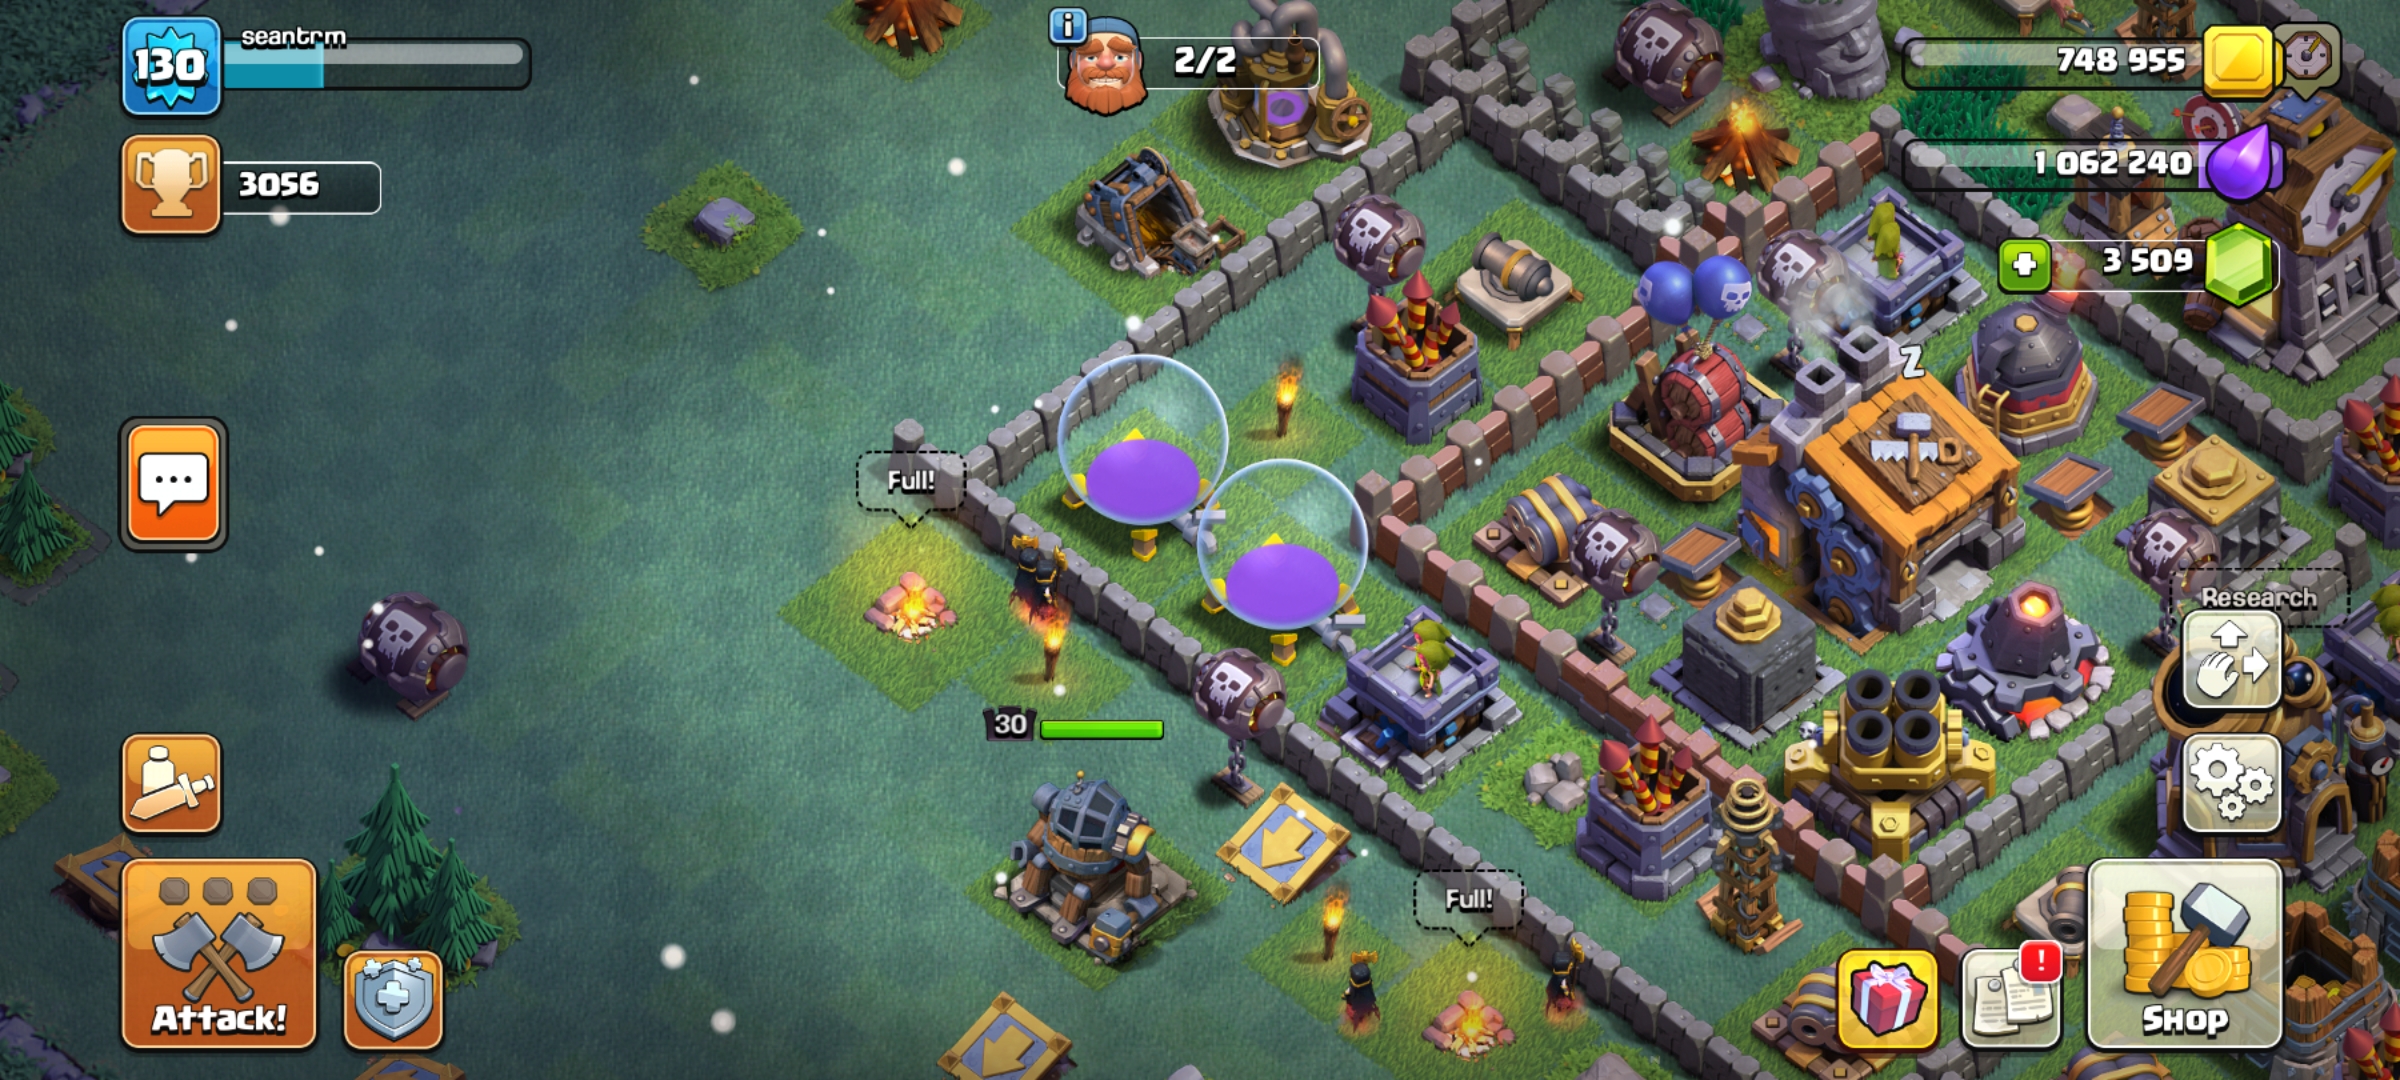 130
seantrm
2/2
748 955
3056
1 062 240
3 509
Z
Full!
Research
30
Full!
Attack!
!
Shop